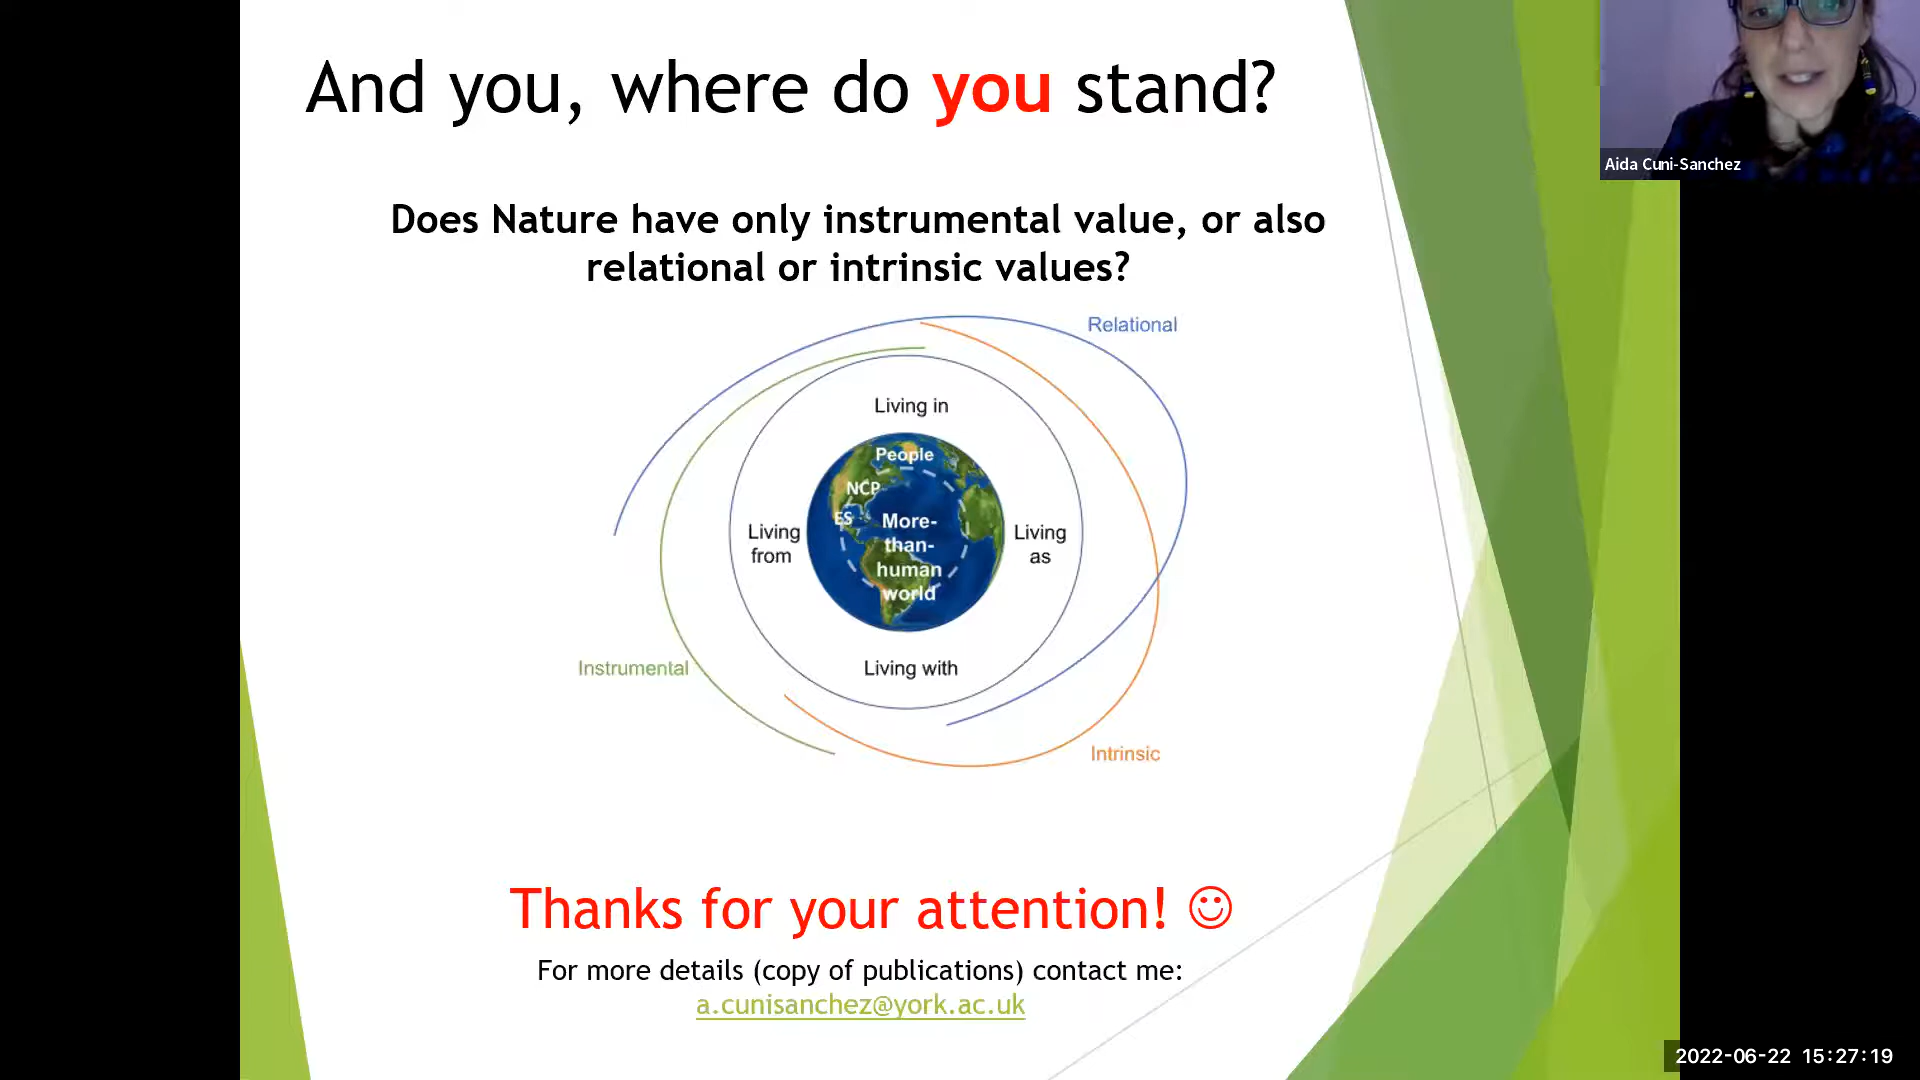 And you, where do you stand?
Aida Cuni-Sanchez
Does Nature have only instrumental value, or also
relational or intrinsic values?
Relational
Living in
People
NCP
ES
More-
than-
human
world
Living
from
Living
as
Living with
Instrumental
Intrinsic
Thanks for your attention! ☺
For more details (copy of publications) contact me:
a.cunisanchez@york.ac.uk
2022-06-22 15:27:19